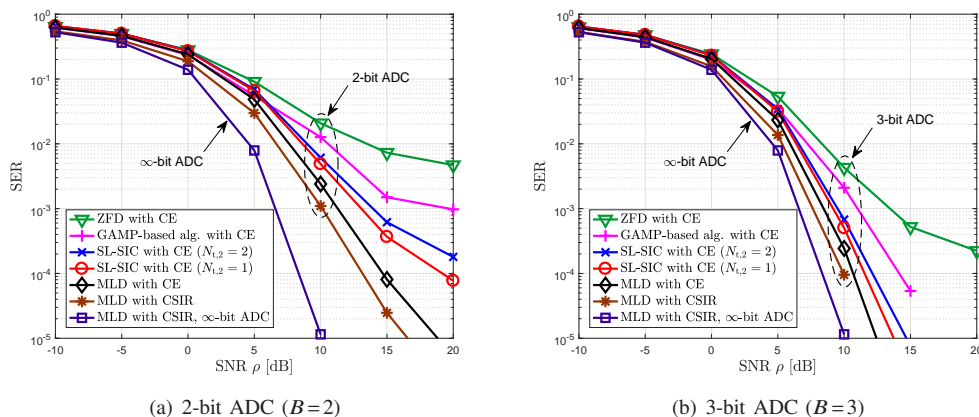 10^0
10^-1
10^-2
10^-3
10^-4
10^-5
SER
-10 -5 0 5 10 15 20
SNR ρ [dB]
2-bit ADC
∞-bit ADC
ZFD with CE
GAMP-based alg. with CE
SL-SIC with CE (N_t,2 = 2)
SL-SIC with CE (N_t,2 = 1)
MLD with CE
MLD with CSIR
MLD with CSIR, ∞-bit ADC
(a) 2-bit ADC (B=2)
10^0
10^-1
10^-2
10^-3
10^-4
10^-5
SER
-10 -5 0 5 10 15 20
SNR ρ [dB]
3-bit ADC
∞-bit ADC
ZFD with CE
GAMP-based alg. with CE
SL-SIC with CE (N_t,2 = 2)
SL-SIC with CE (N_t,2 = 1)
MLD with CE
MLD with CSIR
MLD with CSIR, ∞-bit ADC
(b) 3-bit ADC (B=3)